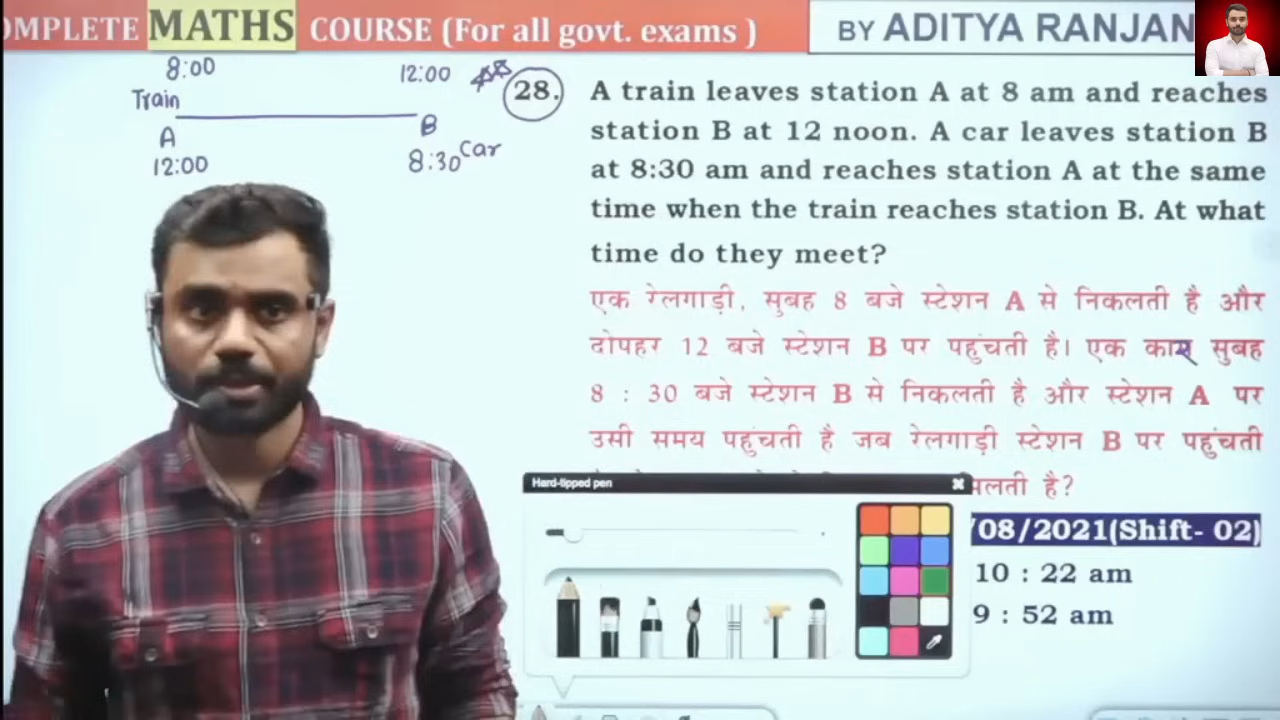 OMPLETE MATHS COURSE (For all govt. exams )
BY ADITYA RANJAN
8:00
12:00
Train
A
B
12:00
8:30 Car
28. A train leaves station A at 8 am and reaches
station B at 12 noon. A car leaves station B
at 8:30 am and reaches station A at the same
time when the train reaches station B. At what
time do they meet?
एक रेलगाड़ी, सुबह 8 बजे स्टेशन A से निकलती है और
दोपहर 12 बजे स्टेशन B पर पहुंचती है। एक कार सुबह
8 : 30 बजे स्टेशन B से निकलती है और स्टेशन A पर
उसी समय पहुंचती है जब रेलगाड़ी स्टेशन B पर पहुंचती
है?
Hard-tipped pen
/08/2021(Shift- 02)
10 : 22 am
9 : 52 am